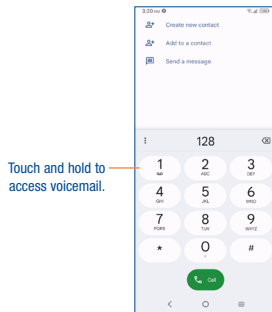 3:20 PM
Create new contact
Add to a contact
Send a message
128
Touch and hold to
access voicemail.
1 2 3
ABC DEF
4 5 6
GHI JKL MNO
7 8 9
PQRS TUV WXYZ
* 0 #
+
Call